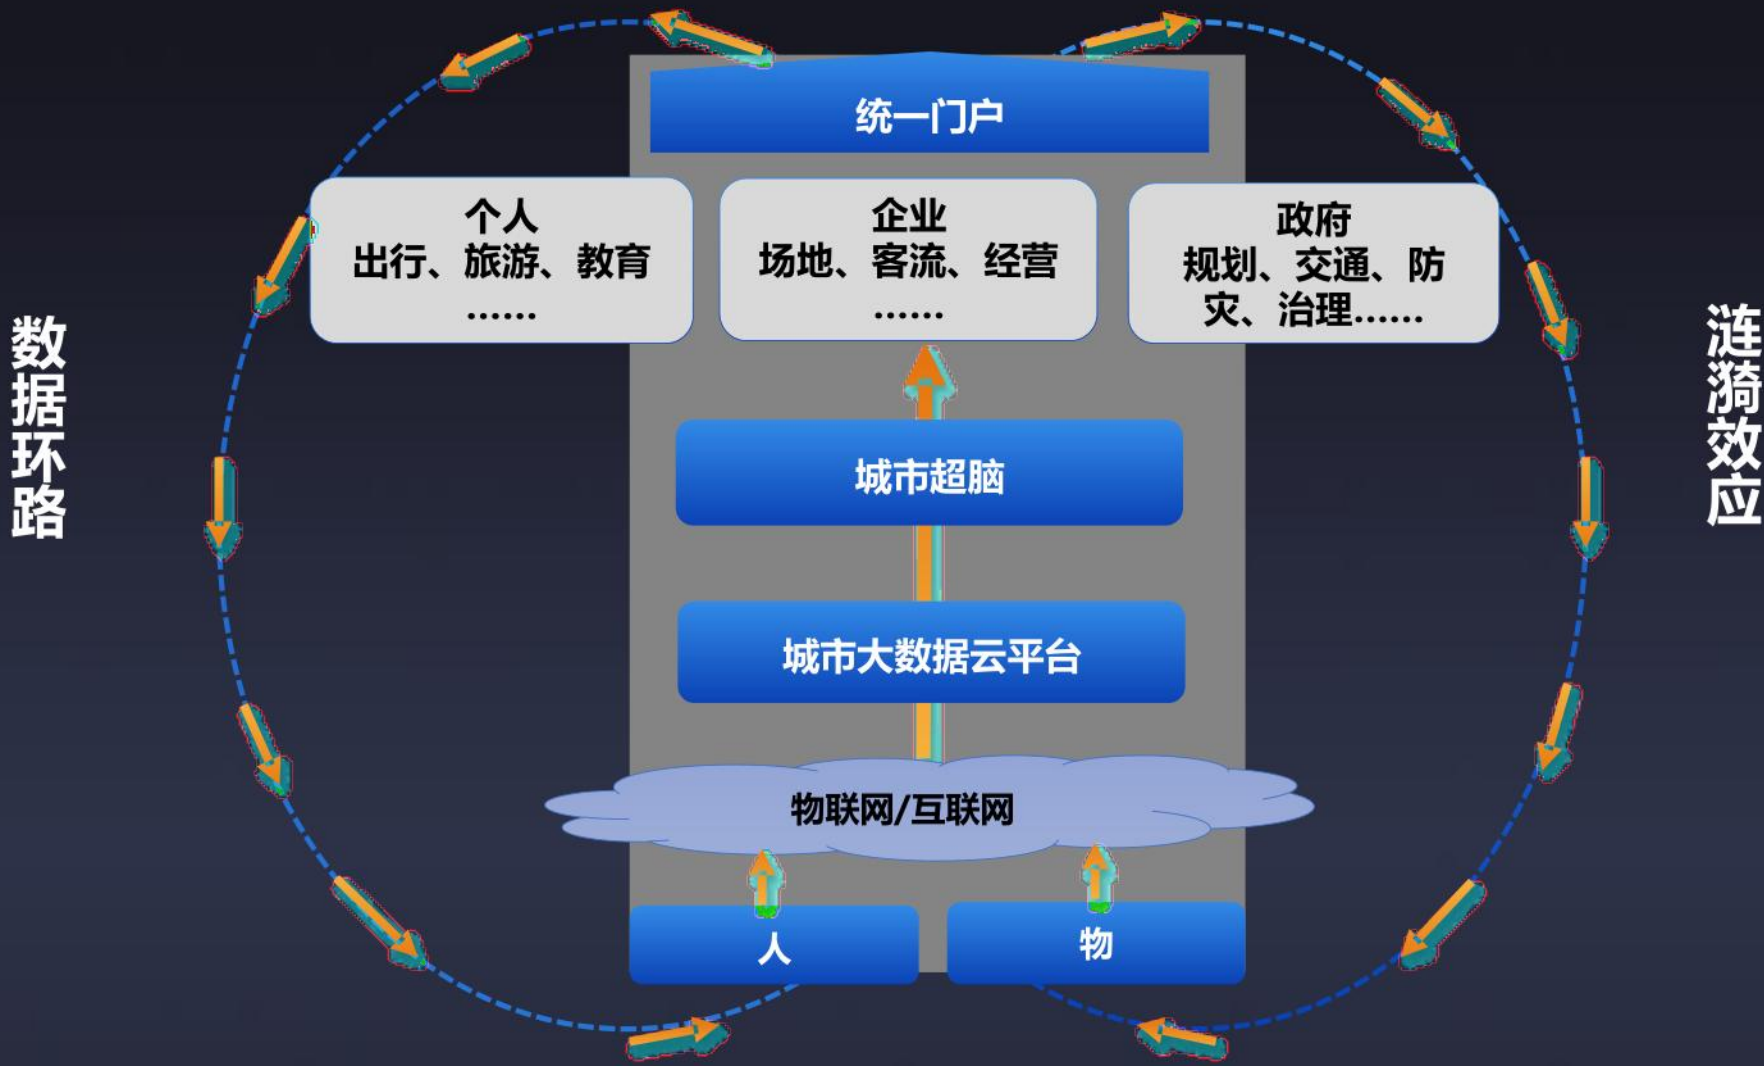 统一门户
个人
出行、旅游、教育
......
企业
场地、客流、经营
......
政府
规划、交通、防
灾、治理......
数据环路
涟漪效应
城市超脑
城市大数据云平台
物联网/互联网
人
物